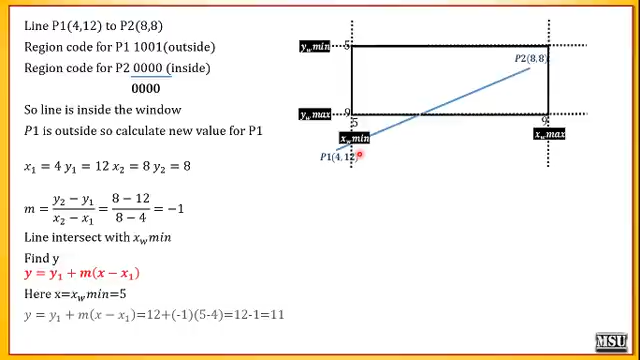 Line P1(4,12) to P2(8,8)
Region code for P1 1001(outside)
Region code for P2 0000 (inside)
0000
So line is inside the window
P1 is outside so calculate new value for P1
x₁ = 4 y₁ = 12 x₂ = 8 y₂ = 8
m = (y₂ − y₁)/(x₂ − x₁) = (8 − 12)/(8 − 4) = −1
Line intersect with x_w min
Find y
y = y₁ + m(x − x₁)
Here x=x_w min=5
y = y₁ + m(x − x₁)=12+(-1)(5-4)=12-1=11
y_w min
5
P2(8,8)
y_w max
9
5
9
x_w min
x_w max
P1(4,12)
MSU